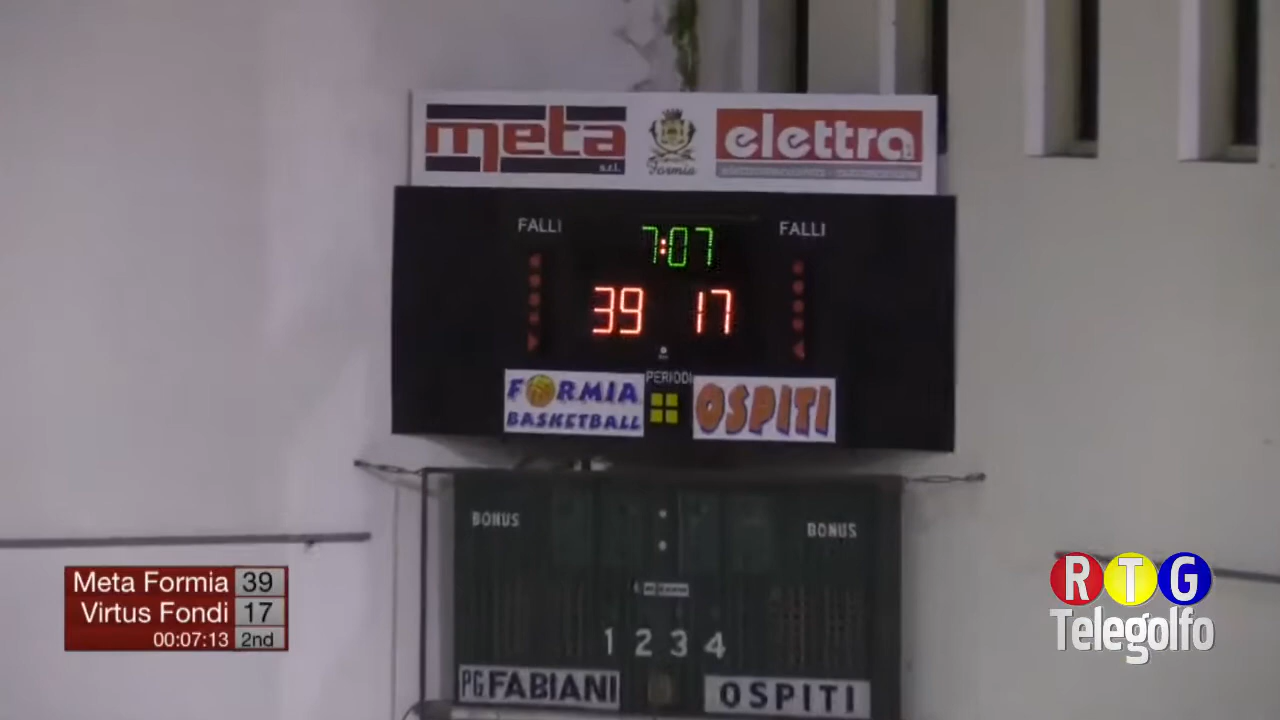 meta s.r.l.
Formia
elettra
FALLI
7:07
FALLI
39 17
PERIODI
FORMIA
BASKETBALL
OSPITI
BONUS
BONUS
1 2 3 4
PG FABIANI
OSPITI
Meta Formia 39
Virtus Fondi 17
00:07:13 2nd
RTG
Telegolfo